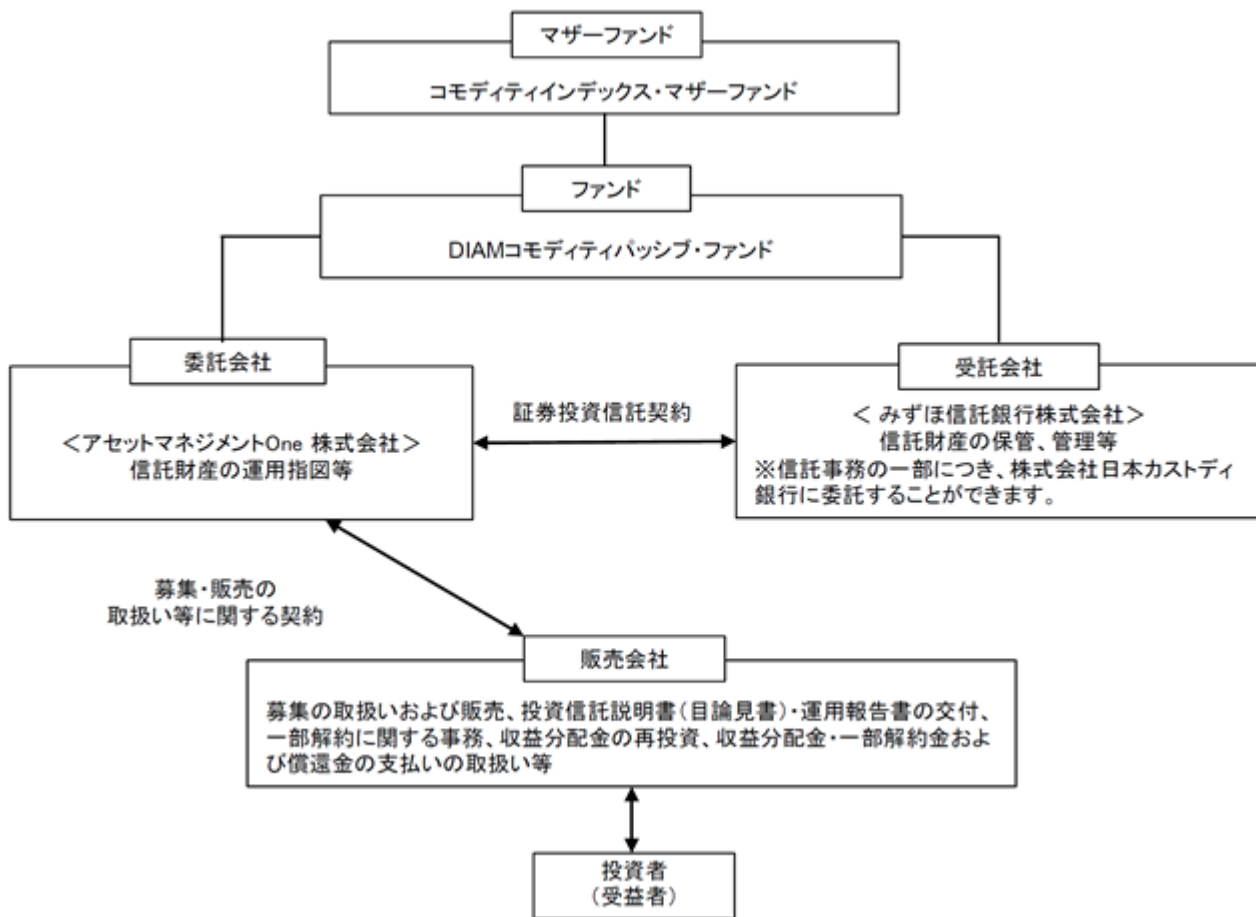 マザーファンド
コモディティインデックス・マザーファンド
ファンド
DIAMコモディティパッシブ・ファンド
委託会社
<アセットマネジメントOne 株式会社>
信託財産の運用指図等
証券投資信託契約
受託会社
< みずほ信託銀行株式会社>
信託財産の保管、管理等
※信託事務の一部につき、株式会社日本カストディ
銀行に委託することができます。
募集・販売の
取扱い等に関する契約
販売会社
募集の取扱いおよび販売、投資信託説明書(目論見書)・運用報告書の交付、
一部解約に関する事務、収益分配金の再投資、収益分配金・一部解約金およ
び償還金の支払いの取扱い等
投資者
(受益者)